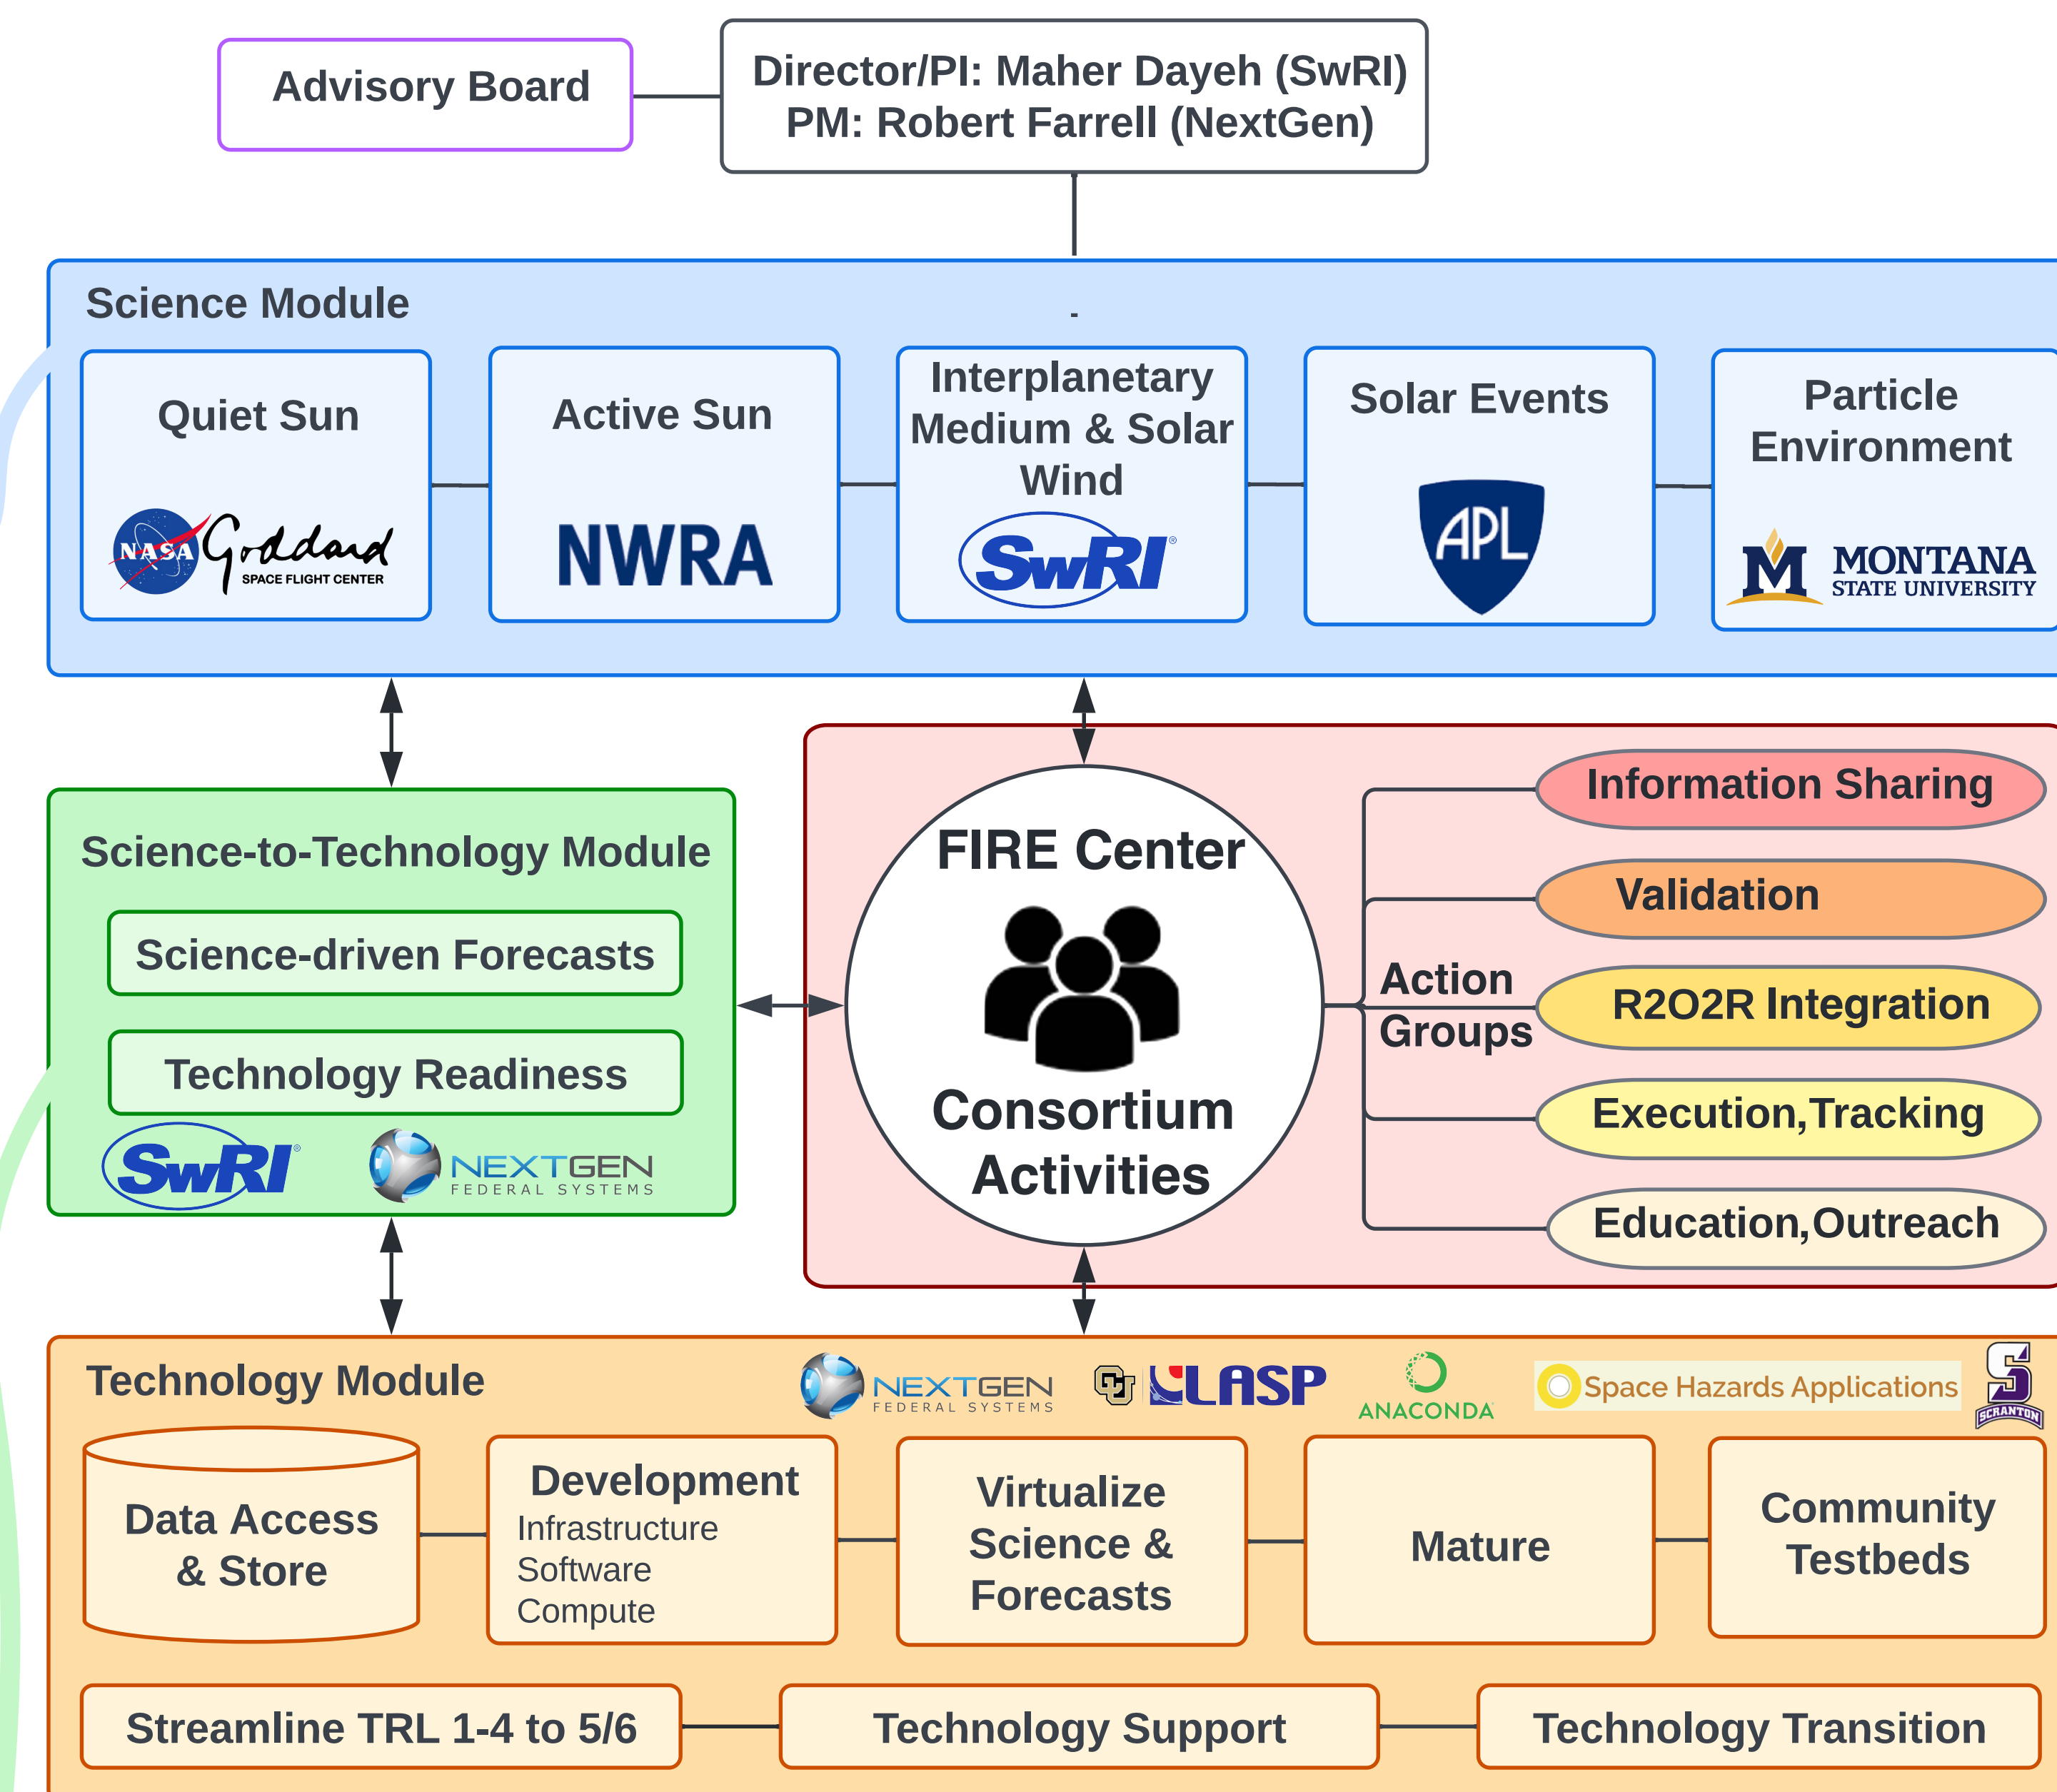 Advisory Board
Director/PI: Maher Dayeh (SwRI)
PM: Robert Farrell (NextGen)
Science Module
-
Quiet Sun
NASA Goddard
SPACE FLIGHT CENTER
Active Sun
NWRA
Interplanetary
Medium & Solar
Wind
SwRI®
Solar Events
APL
Particle
Environment
M MONTANA
STATE UNIVERSITY
Science-to-Technology Module
Science-driven Forecasts
Technology Readiness
SwRI®
NEXTGEN
FEDERAL SYSTEMS
FIRE Center
Consortium
Activities
Action
Groups
Information Sharing
Validation
R2O2R Integration
Execution,Tracking
Education,Outreach
Technology Module
NEXTGEN
FEDERAL SYSTEMS
CU LASP
ANACONDA
Space Hazards Applications
S
SCRANTON
Data Access
& Store
Development
Infrastructure
Software
Compute
Virtualize
Science &
Forecasts
Mature
Community
Testbeds
Streamline TRL 1-4 to 5/6
Technology Support
Technology Transition